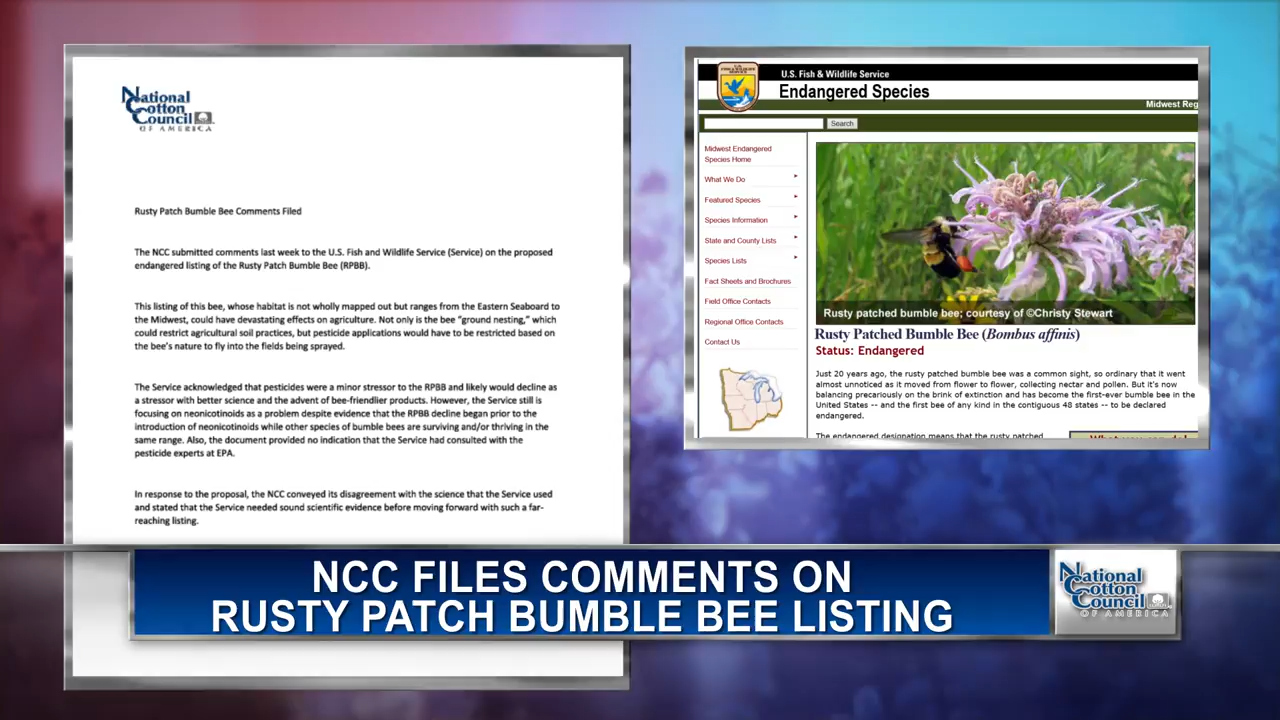 National
Cotton
Council
OF AMERICA
Rusty Patch Bumble Bee Comments Filed
The NCC submitted comments last week to the U.S. Fish and Wildlife Service (Service) on the proposed
endangered listing of the Rusty Patch Bumble Bee (RPBB).
This listing of this bee, whose habitat is not wholly mapped out but ranges from the Eastern Seaboard to
the Midwest, could have devastating effects on agriculture. Not only is the bee “ground nesting,” which
could restrict agricultural soil practices, but pesticide applications would have to be restricted based on
the bee's nature to fly into the fields being sprayed.
The Service acknowledged that pesticides were a minor stressor to the RPBB and likely would decline as
a stressor with better science and the advent of bee-friendlier products. However, the Service still is
focusing on neonicotinoids as a problem despite evidence that the RPBB decline began prior to the
introduction of neonicotinoids while other species of bumble bees are surviving and/or thriving in the
same range. Also, the document provided no indication that the Service had consulted with the
pesticide experts at EPA.
In response to the proposal, the NCC conveyed its disagreement with the science that the Service used
and stated that the Service needed sound scientific evidence before moving forward with such a far-
reaching listing.
U.S.
FISH & WILDLIFE
SERVICE
U.S. Fish & Wildlife Service
Endangered Species
Midwest Reg
Search
Midwest Endangered
Species Home
What We Do
Featured Species
Species Information
State and County Lists
Species Lists
Fact Sheets and Brochures
Field Office Contacts
Regional Office Contacts
Contact Us
Rusty patched bumble bee; courtesy of ©Christy Stewart
Rusty Patched Bumble Bee (Bombus affinis)
Status: Endangered
Just 20 years ago, the rusty patched bumble bee was a common sight, so ordinary that it went
almost unnoticed as it moved from flower to flower, collecting nectar and pollen. But it's now
balancing precariously on the brink of extinction and has become the first-ever bumble bee in the
United States -- and the first bee of any kind in the contiguous 48 states -- to be declared
endangered.
The endangered designation means that the rusty patched
What you can do!
NCC FILES COMMENTS ON
RUSTY PATCH BUMBLE BEE LISTING
National
Cotton
Council
OF AMERICA